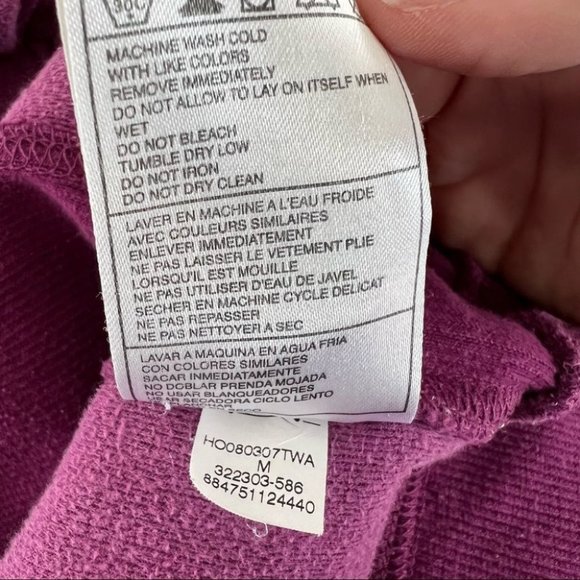 30C
MACHINE WASH COLD
WITH LIKE COLORS
REMOVE IMMEDIATELY
DO NOT ALLOW TO LAY ON ITSELF WHEN
WET
DO NOT BLEACH
TUMBLE DRY LOW
DO NOT IRON
DO NOT DRY CLEAN
LAVER EN MACHINE A L'EAU FROIDE
AVEC COULEURS SIMILAIRES
ENLEVER IMMEDIATEMENT
NE PAS LAISSER LE VETEMENT PLIE
LORSQU'IL EST MOUILLE
NE PAS UTILISER D'EAU DE JAVEL
SECHER EN MACHINE CYCLE DELICAT
NE PAS REPASSER
NE PAS NETTOYER A SEC
LAVAR A MAQUINA EN AGUA FRIA
CON COLORES SIMILARES
SACAR INMEDIATAMENTE
NO DOBLAR PRENDA MOJADA
NO USAR BLANQUEADORES
SECADORA CICLO LENTO
HO080307TWA
M
322303-586
884751124440